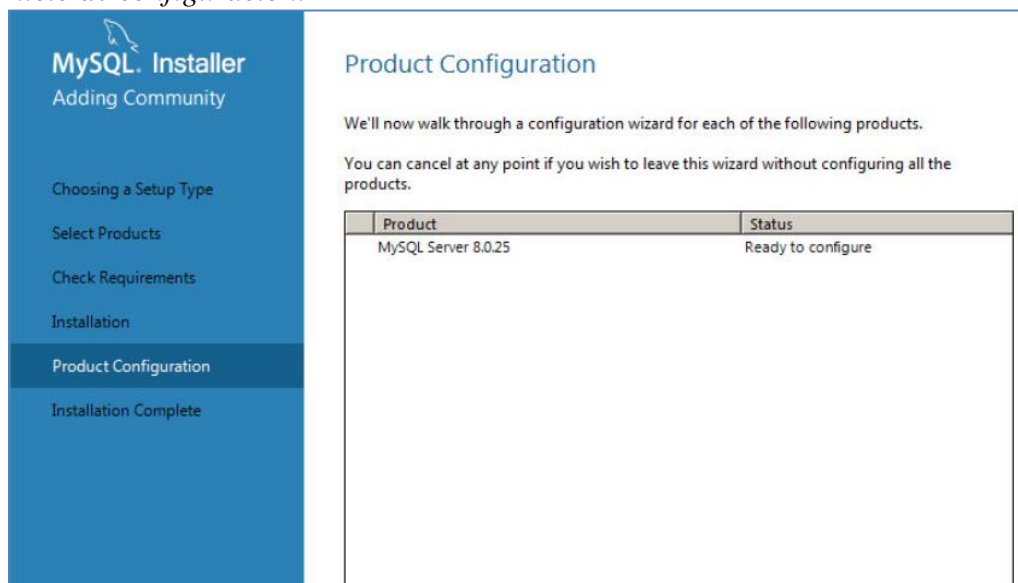 MySQL. Installer
Adding Community
Choosing a Setup Type
Select Products
Check Requirements
Installation
Product Configuration
Installation Complete
Product Configuration
We'll now walk through a configuration wizard for each of the following products.
You can cancel at any point if you wish to leave this wizard without configuring all the
products.
Product Status
MySQL Server 8.0.25 Ready to configure